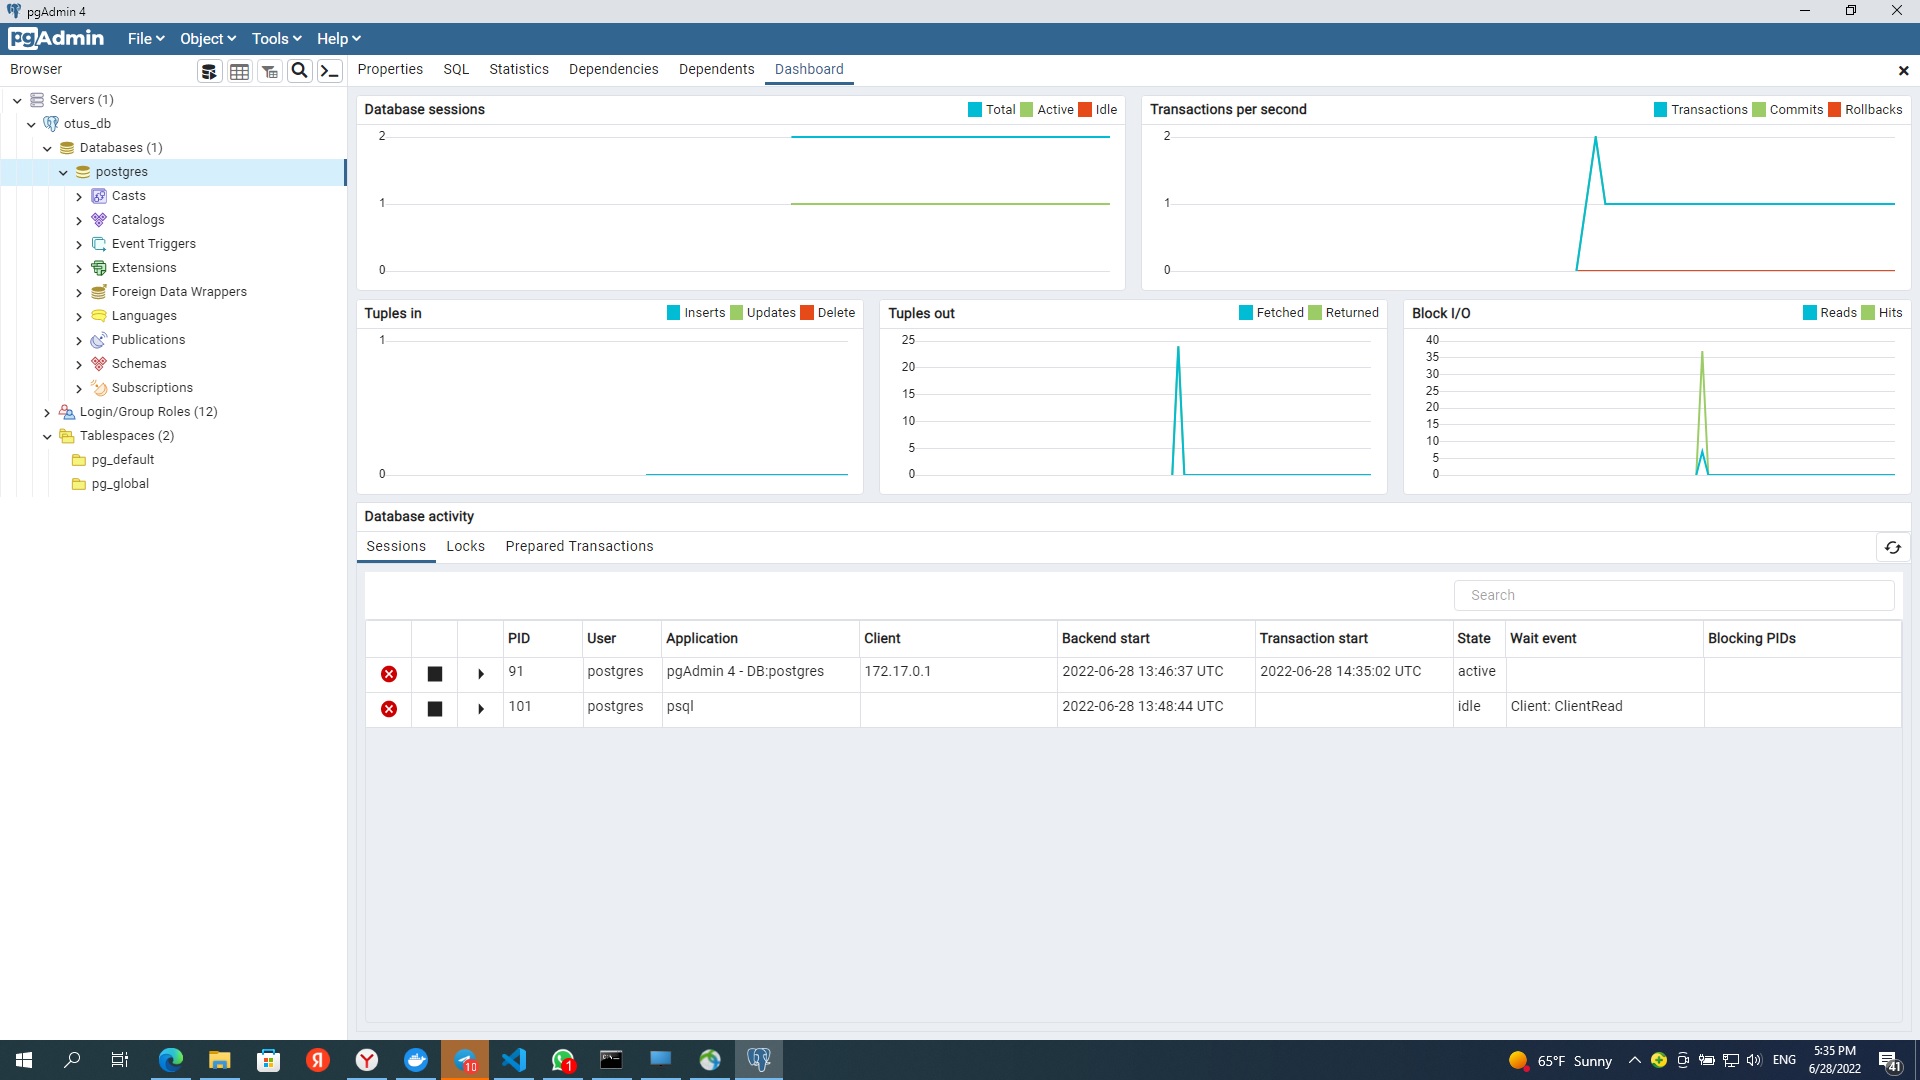 pgAdmin 4
pgAdmin File Object Tools Help
Browser
Properties SQL Statistics Dependencies Dependents Dashboard
Servers (1)
otus_db
Databases (1)
postgres
Casts
Catalogs
Event Triggers
Extensions
Foreign Data Wrappers
Languages
Publications
Schemas
Subscriptions
Login/Group Roles (12)
Tablespaces (2)
pg_default
pg_global
Database sessions Total Active Idle
2
1
0
Transactions per second Transactions Commits Rollbacks
2
1
0
Tuples in Inserts Updates Delete
1
0
Tuples out Fetched Returned
25
20
15
10
5
0
Block I/O Reads Hits
40
35
30
25
20
15
10
5
0
Database activity
Sessions Locks Prepared Transactions
Search
PID User Application Client Backend start Transaction start State Wait event Blocking PIDs
91 postgres pgAdmin 4 - DB:postgres 172.17.0.1 2022-06-28 13:46:37 UTC 2022-06-28 14:35:02 UTC active
101 postgres psql 2022-06-28 13:48:44 UTC idle Client: ClientRead
Я Y 10 1
65°F Sunny ENG
5:35 PM
6/28/2022
41